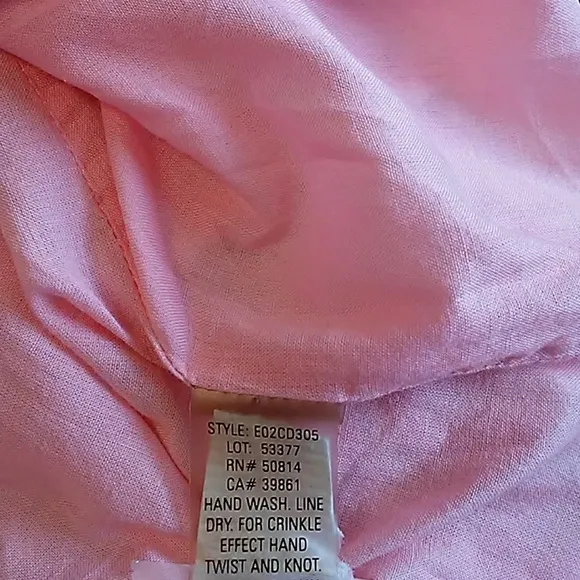 STYLE: E02CD305
LOT: 53377
RN# 50814
CA# 39861
HAND WASH. LINE
DRY. FOR CRINKLE
EFFECT HAND
TWIST AND KNOT.